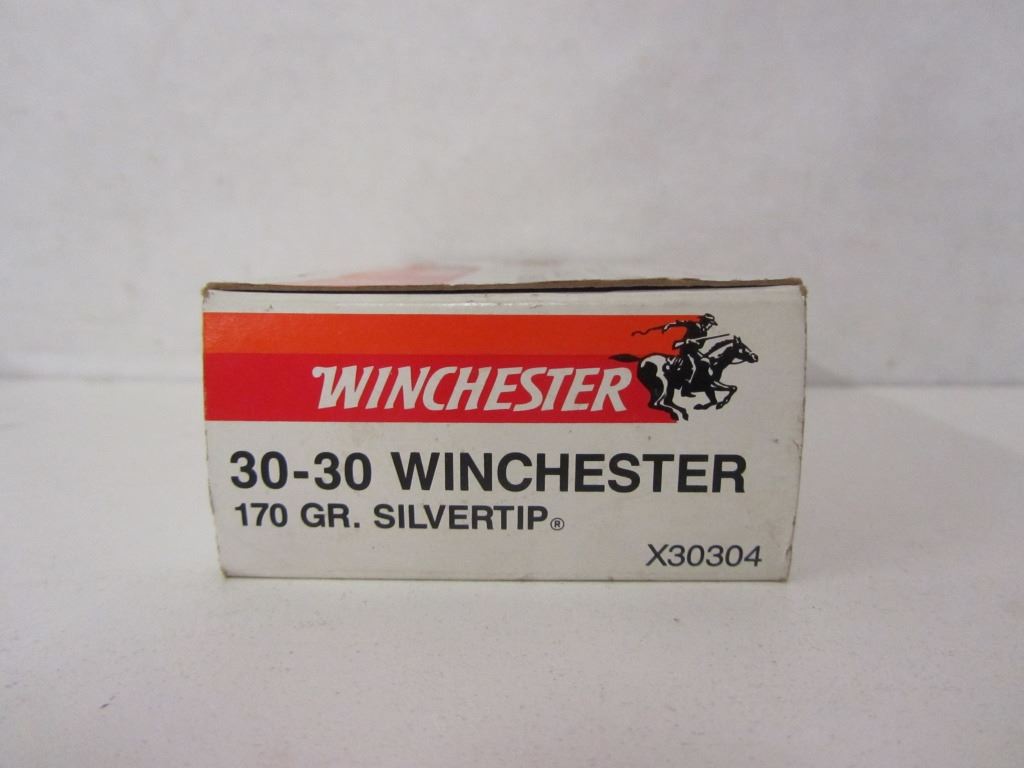 WINCHESTER
30-30 WINCHESTER
170 GR. SILVERTIP®
X30304